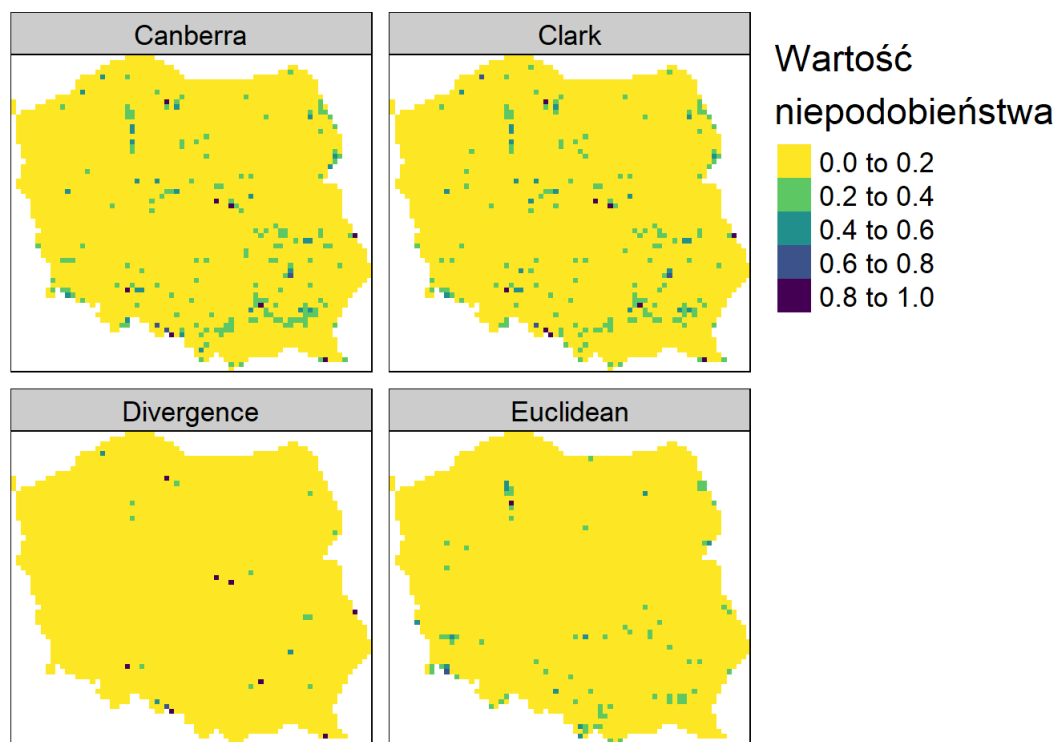 Canberra
Clark
Wartość
niepodobieństwa
0.0 to 0.2
0.2 to 0.4
0.4 to 0.6
0.6 to 0.8
0.8 to 1.0
Divergence
Euclidean